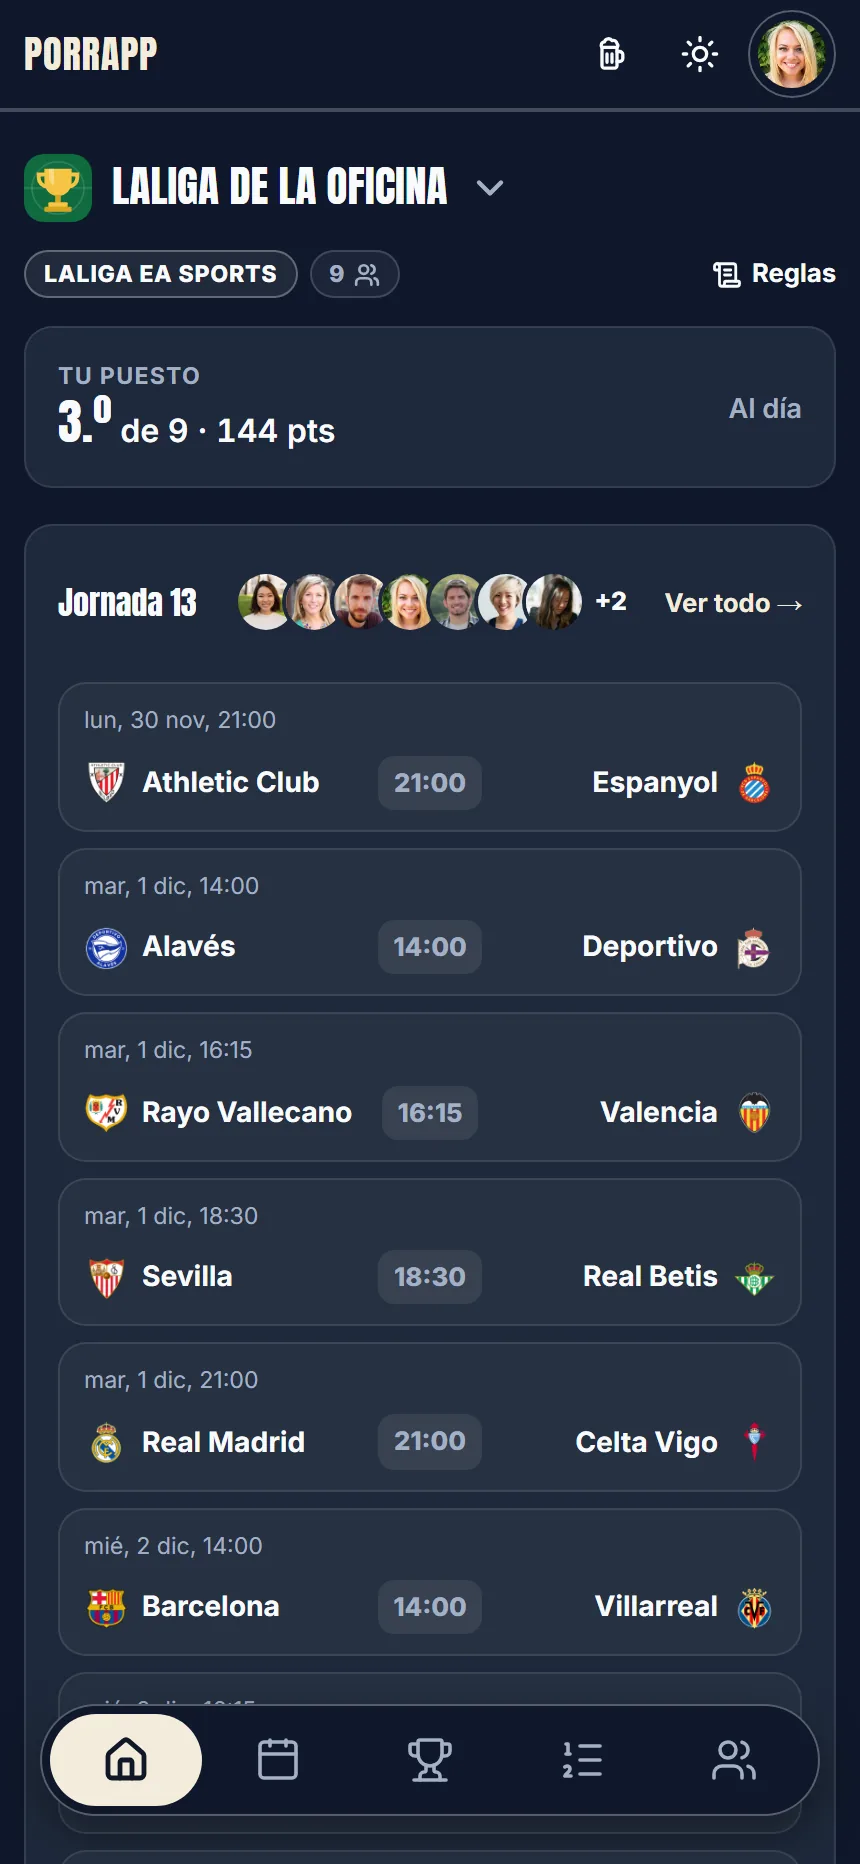 PORRAPP
LALIGA DE LA OFICINA
LALIGA EA SPORTS
9
Reglas
TU PUESTO
3.º de 9 · 144 pts
Al día
Jornada 13
+2
Ver todo →
lun, 30 nov, 21:00
Athletic Club 21:00 Espanyol
mar, 1 dic, 14:00
Alavés 14:00 Deportivo
mar, 1 dic, 16:15
Rayo Vallecano 16:15 Valencia
mar, 1 dic, 18:30
Sevilla 18:30 Real Betis
mar, 1 dic, 21:00
Real Madrid 21:00 Celta Vigo
mié, 2 dic, 14:00
Barcelona 14:00 Villarreal